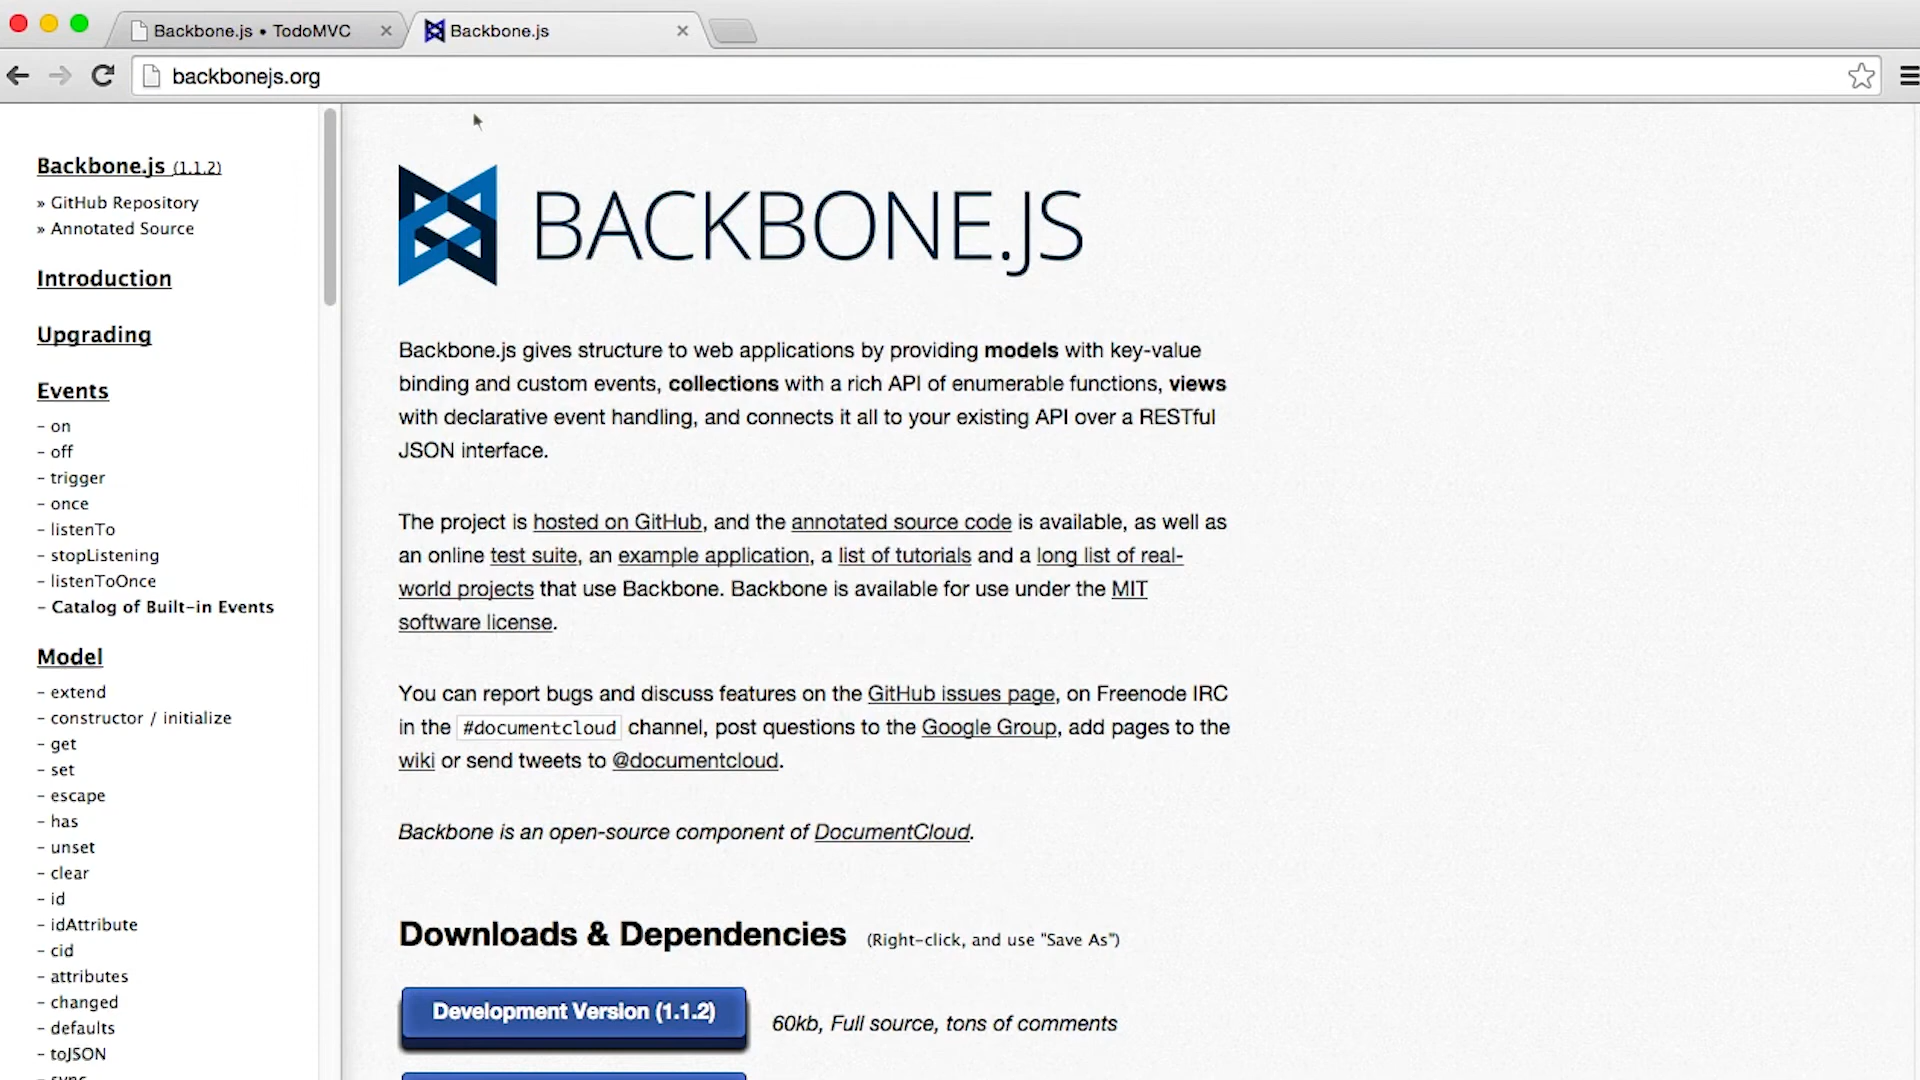 Backbone.js • TodoMVC
Backbone.js
backbonejs.org
Backbone.js (1.1.2)
» GitHub Repository
» Annotated Source
Introduction
Upgrading
Events
- on
- off
- trigger
- once
- listenTo
- stopListening
- listenToOnce
- Catalog of Built-in Events
Model
- extend
- constructor / initialize
- get
- set
- escape
- has
- unset
- clear
- id
- idAttribute
- cid
- attributes
- changed
- defaults
- toJSON
- sync
BACKBONE.JS
Backbone.js gives structure to web applications by providing models with key-value
binding and custom events, collections with a rich API of enumerable functions, views
with declarative event handling, and connects it all to your existing API over a RESTful
JSON interface.
The project is hosted on GitHub, and the annotated source code is available, as well as
an online test suite, an example application, a list of tutorials and a long list of real-
world projects that use Backbone. Backbone is available for use under the MIT
software license.
You can report bugs and discuss features on the GitHub issues page, on Freenode IRC
in the #documentcloud channel, post questions to the Google Group, add pages to the
wiki or send tweets to @documentcloud.
Backbone is an open-source component of DocumentCloud.
Downloads & Dependencies (Right-click, and use "Save As")
Development Version (1.1.2) 60kb, Full source, tons of comments